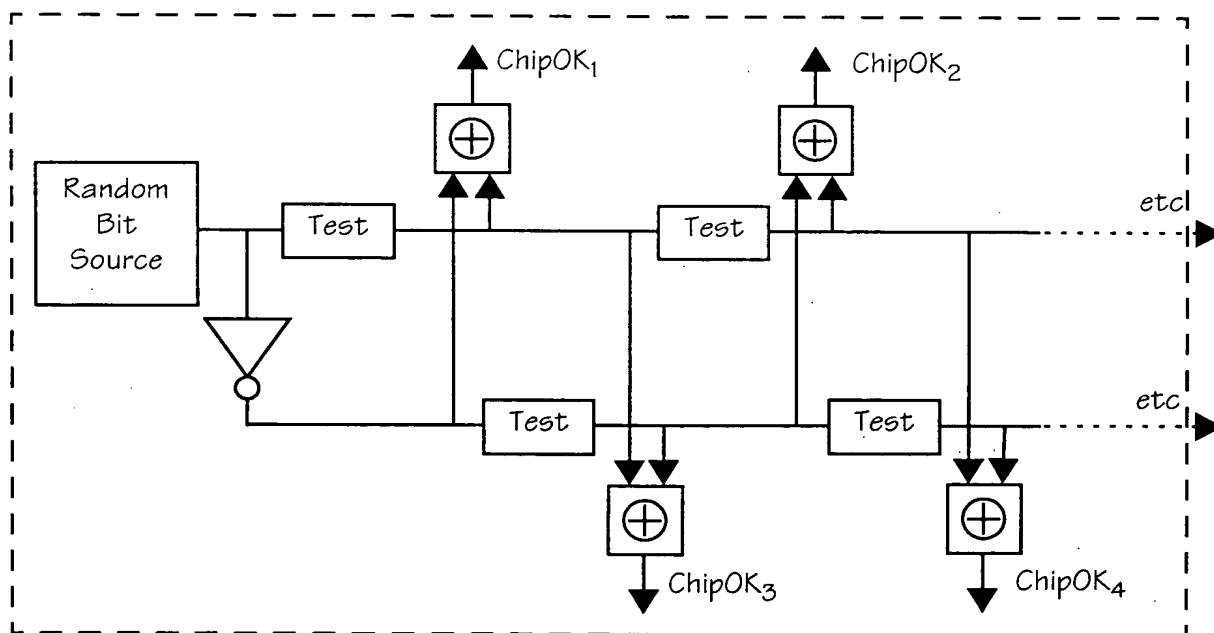 ChipOK₁
ChipOK₂
Random
Bit
Source
Test
Test
etc
Test
Test
etc
ChipOK₃
ChipOK₄